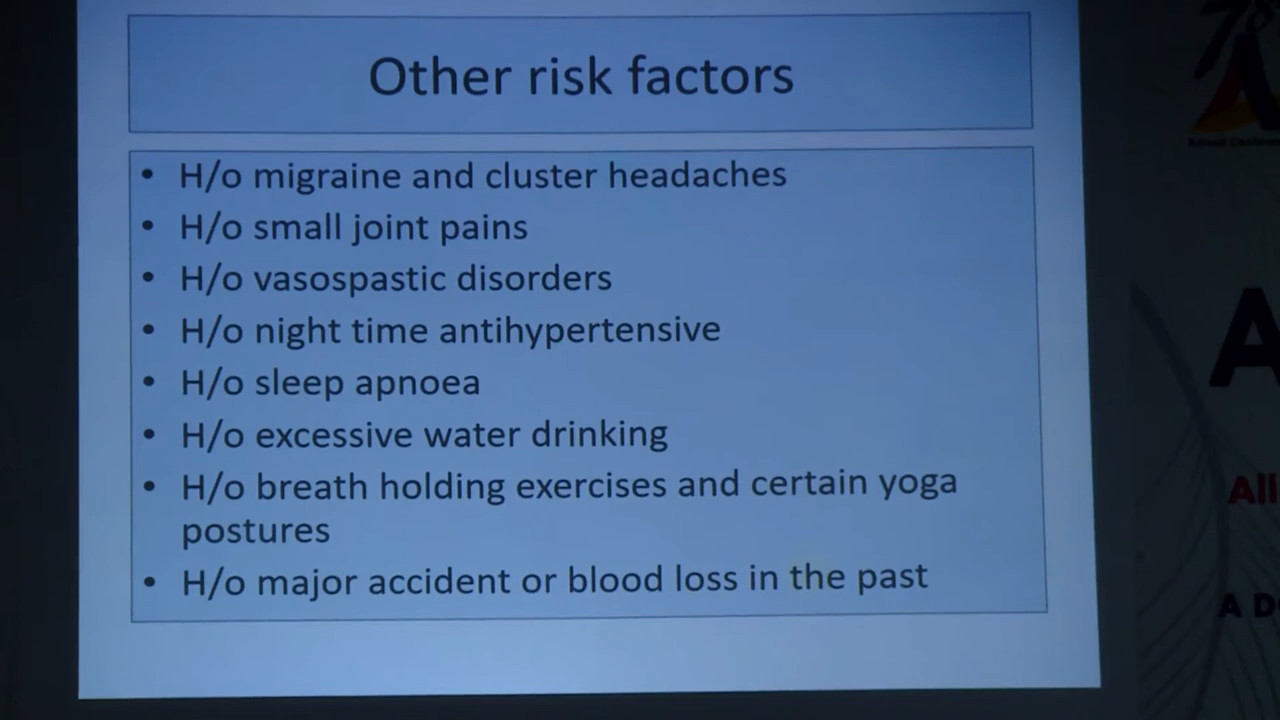 Other risk factors
• H/o migraine and cluster headaches
• H/o small joint pains
• H/o vasospastic disorders
• H/o night time antihypertensive
• H/o sleep apnoea
• H/o excessive water drinking
• H/o breath holding exercises and certain yoga
postures
• H/o major accident or blood loss in the past
A
All
A D